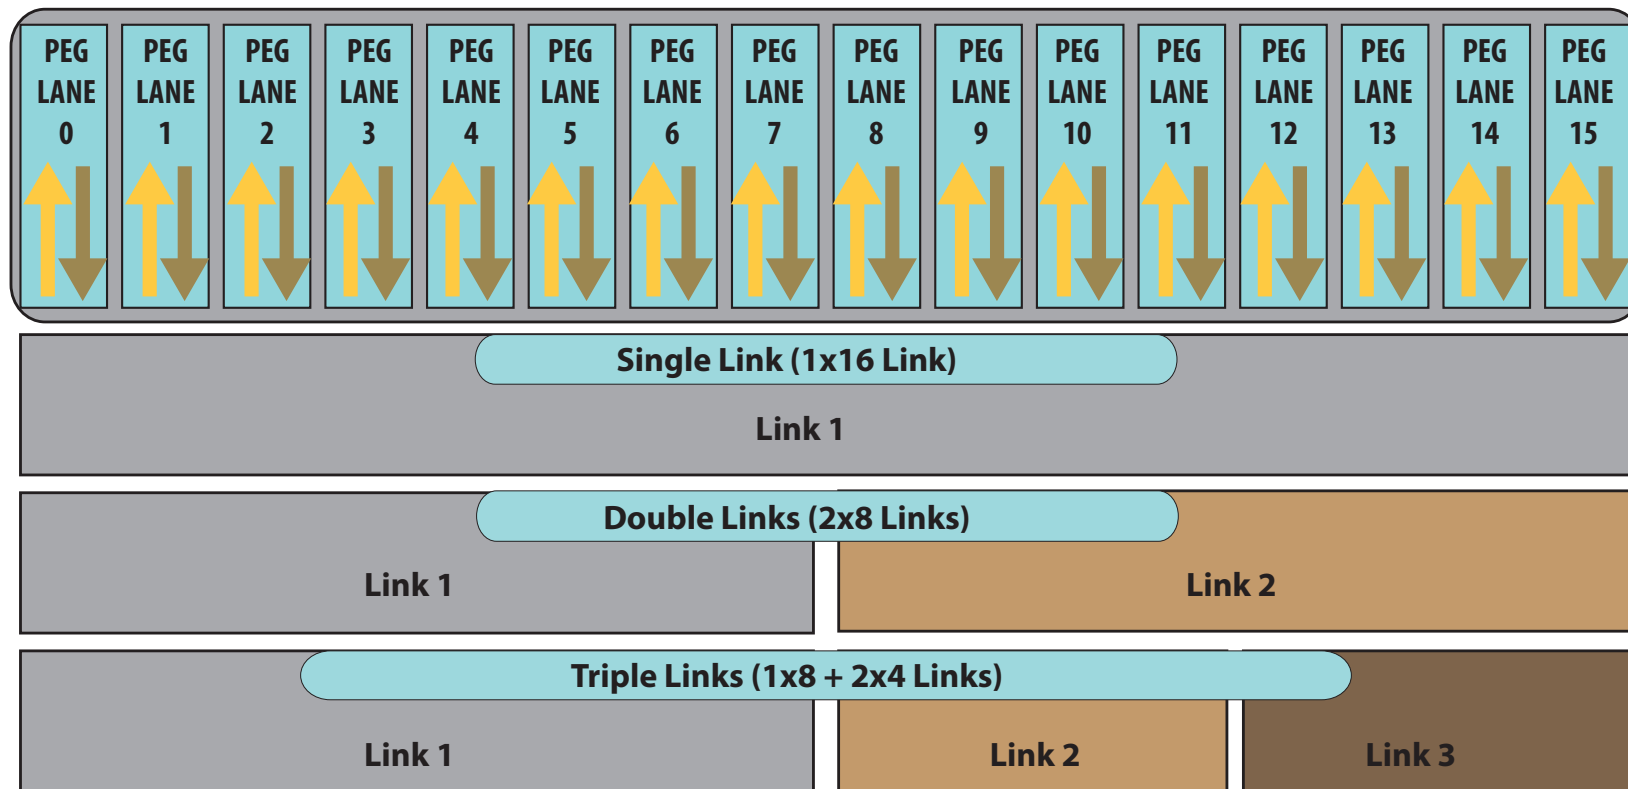 PEG LANE 0
PEG LANE 1
PEG LANE 2
PEG LANE 3
PEG LANE 4
PEG LANE 5
PEG LANE 6
PEG LANE 7
PEG LANE 8
PEG LANE 9
PEG LANE 10
PEG LANE 11
PEG LANE 12
PEG LANE 13
PEG LANE 14
PEG LANE 15
Single Link (1x16 Link)
Link 1
Double Links (2x8 Links)
Link 1
Link 2
Triple Links (1x8 + 2x4 Links)
Link 1
Link 2
Link 3